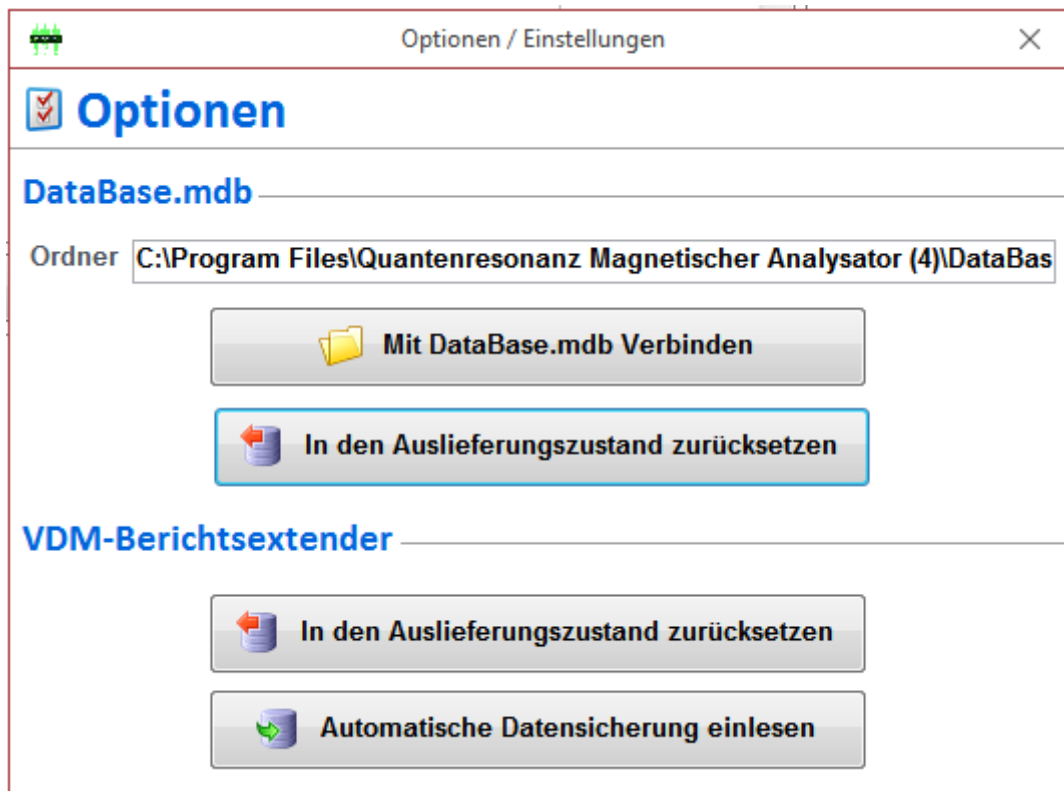 Optionen / Einstellungen
Optionen
DataBase.mdb
Ordner C:\Program Files\Quantenresonanz Magnetischer Analysator (4)\DataBas
Mit DataBase.mdb Verbinden
In den Auslieferungszustand zurücksetzen
VDM-Berichtsextender
In den Auslieferungszustand zurücksetzen
Automatische Datensicherung einlesen